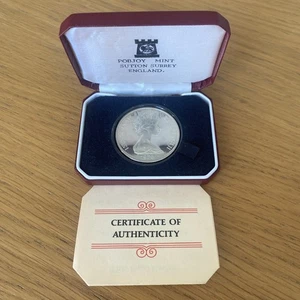 POBJOY MINT
SUTTON SURREY
ENGLAND.
CERTIFICATE OF
AUTHENTICITY